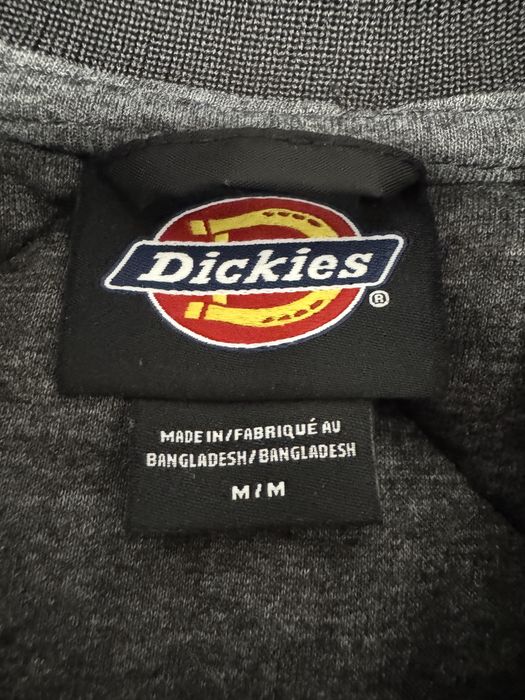 Dickies
®
MADE IN/FABRIQUÉ AU
BANGLADESH/BANGLADESH
M/M